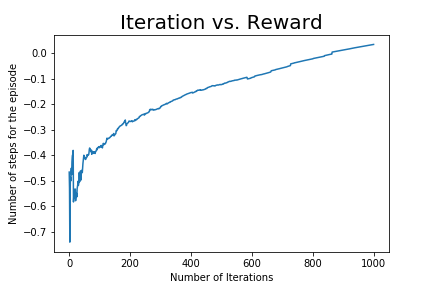 Iteration vs. Reward
Number of steps for the episode
0.0
−0.1
−0.2
−0.3
−0.4
−0.5
−0.6
−0.7
0 200 400 600 800 1000
Number of Iterations